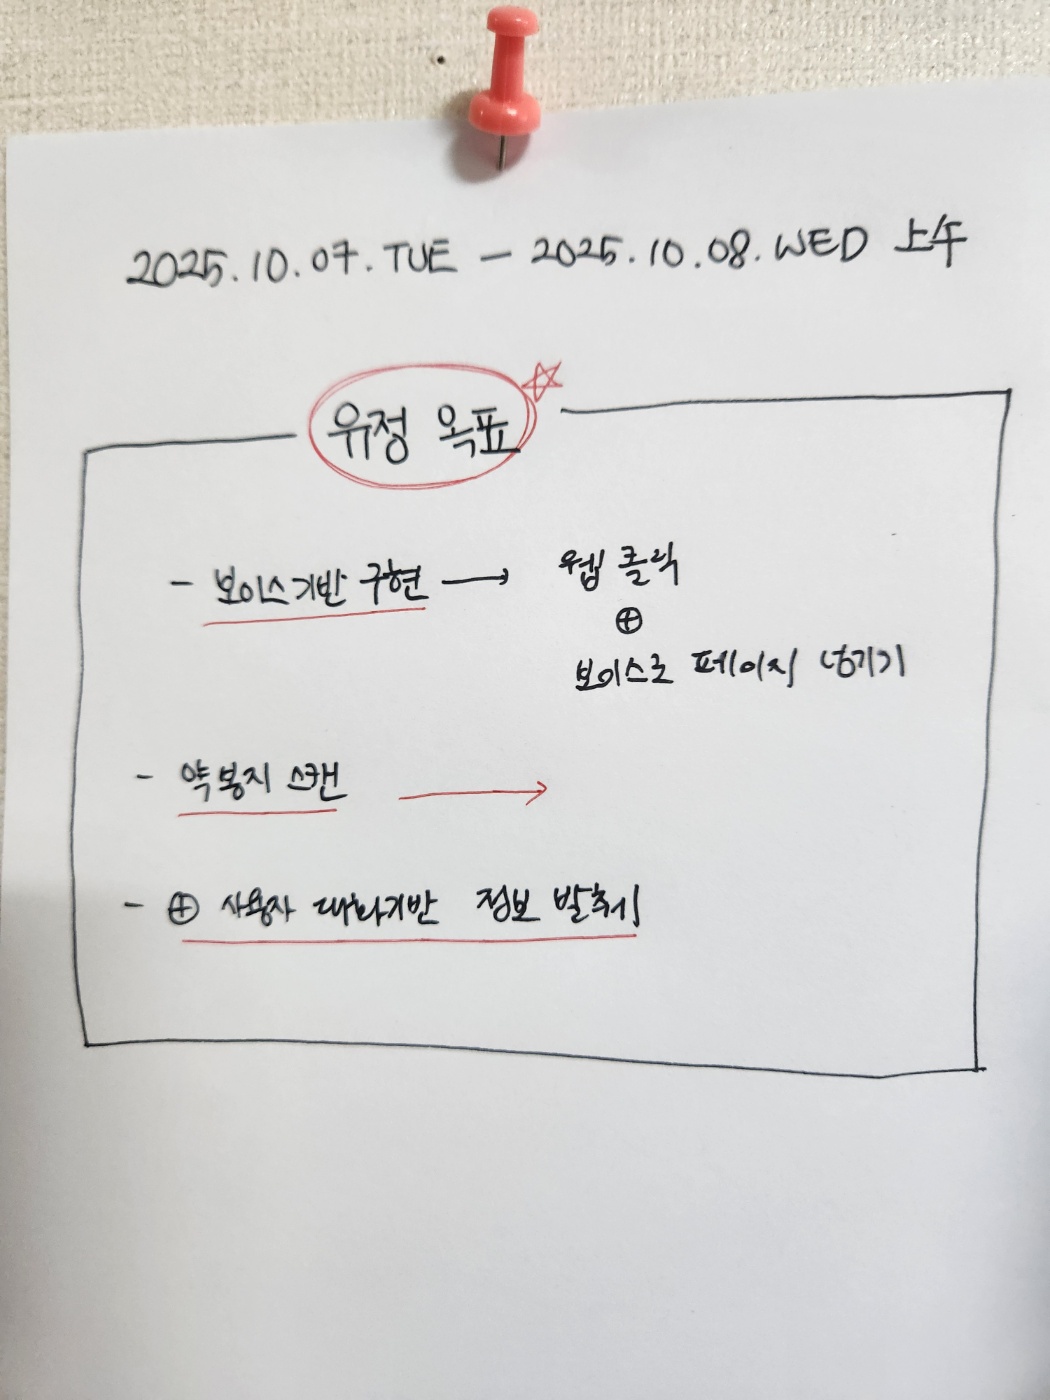 2025.10.07.TUE - 2025.10.08.WED 上午
유정 목표
- 보이스기반 구현 → 웹 클릭
⊕
보이스로 페이지 넘기기
- 약봉지 스캔 →
- ⊕ 사용자 대화기반 정보 발췌